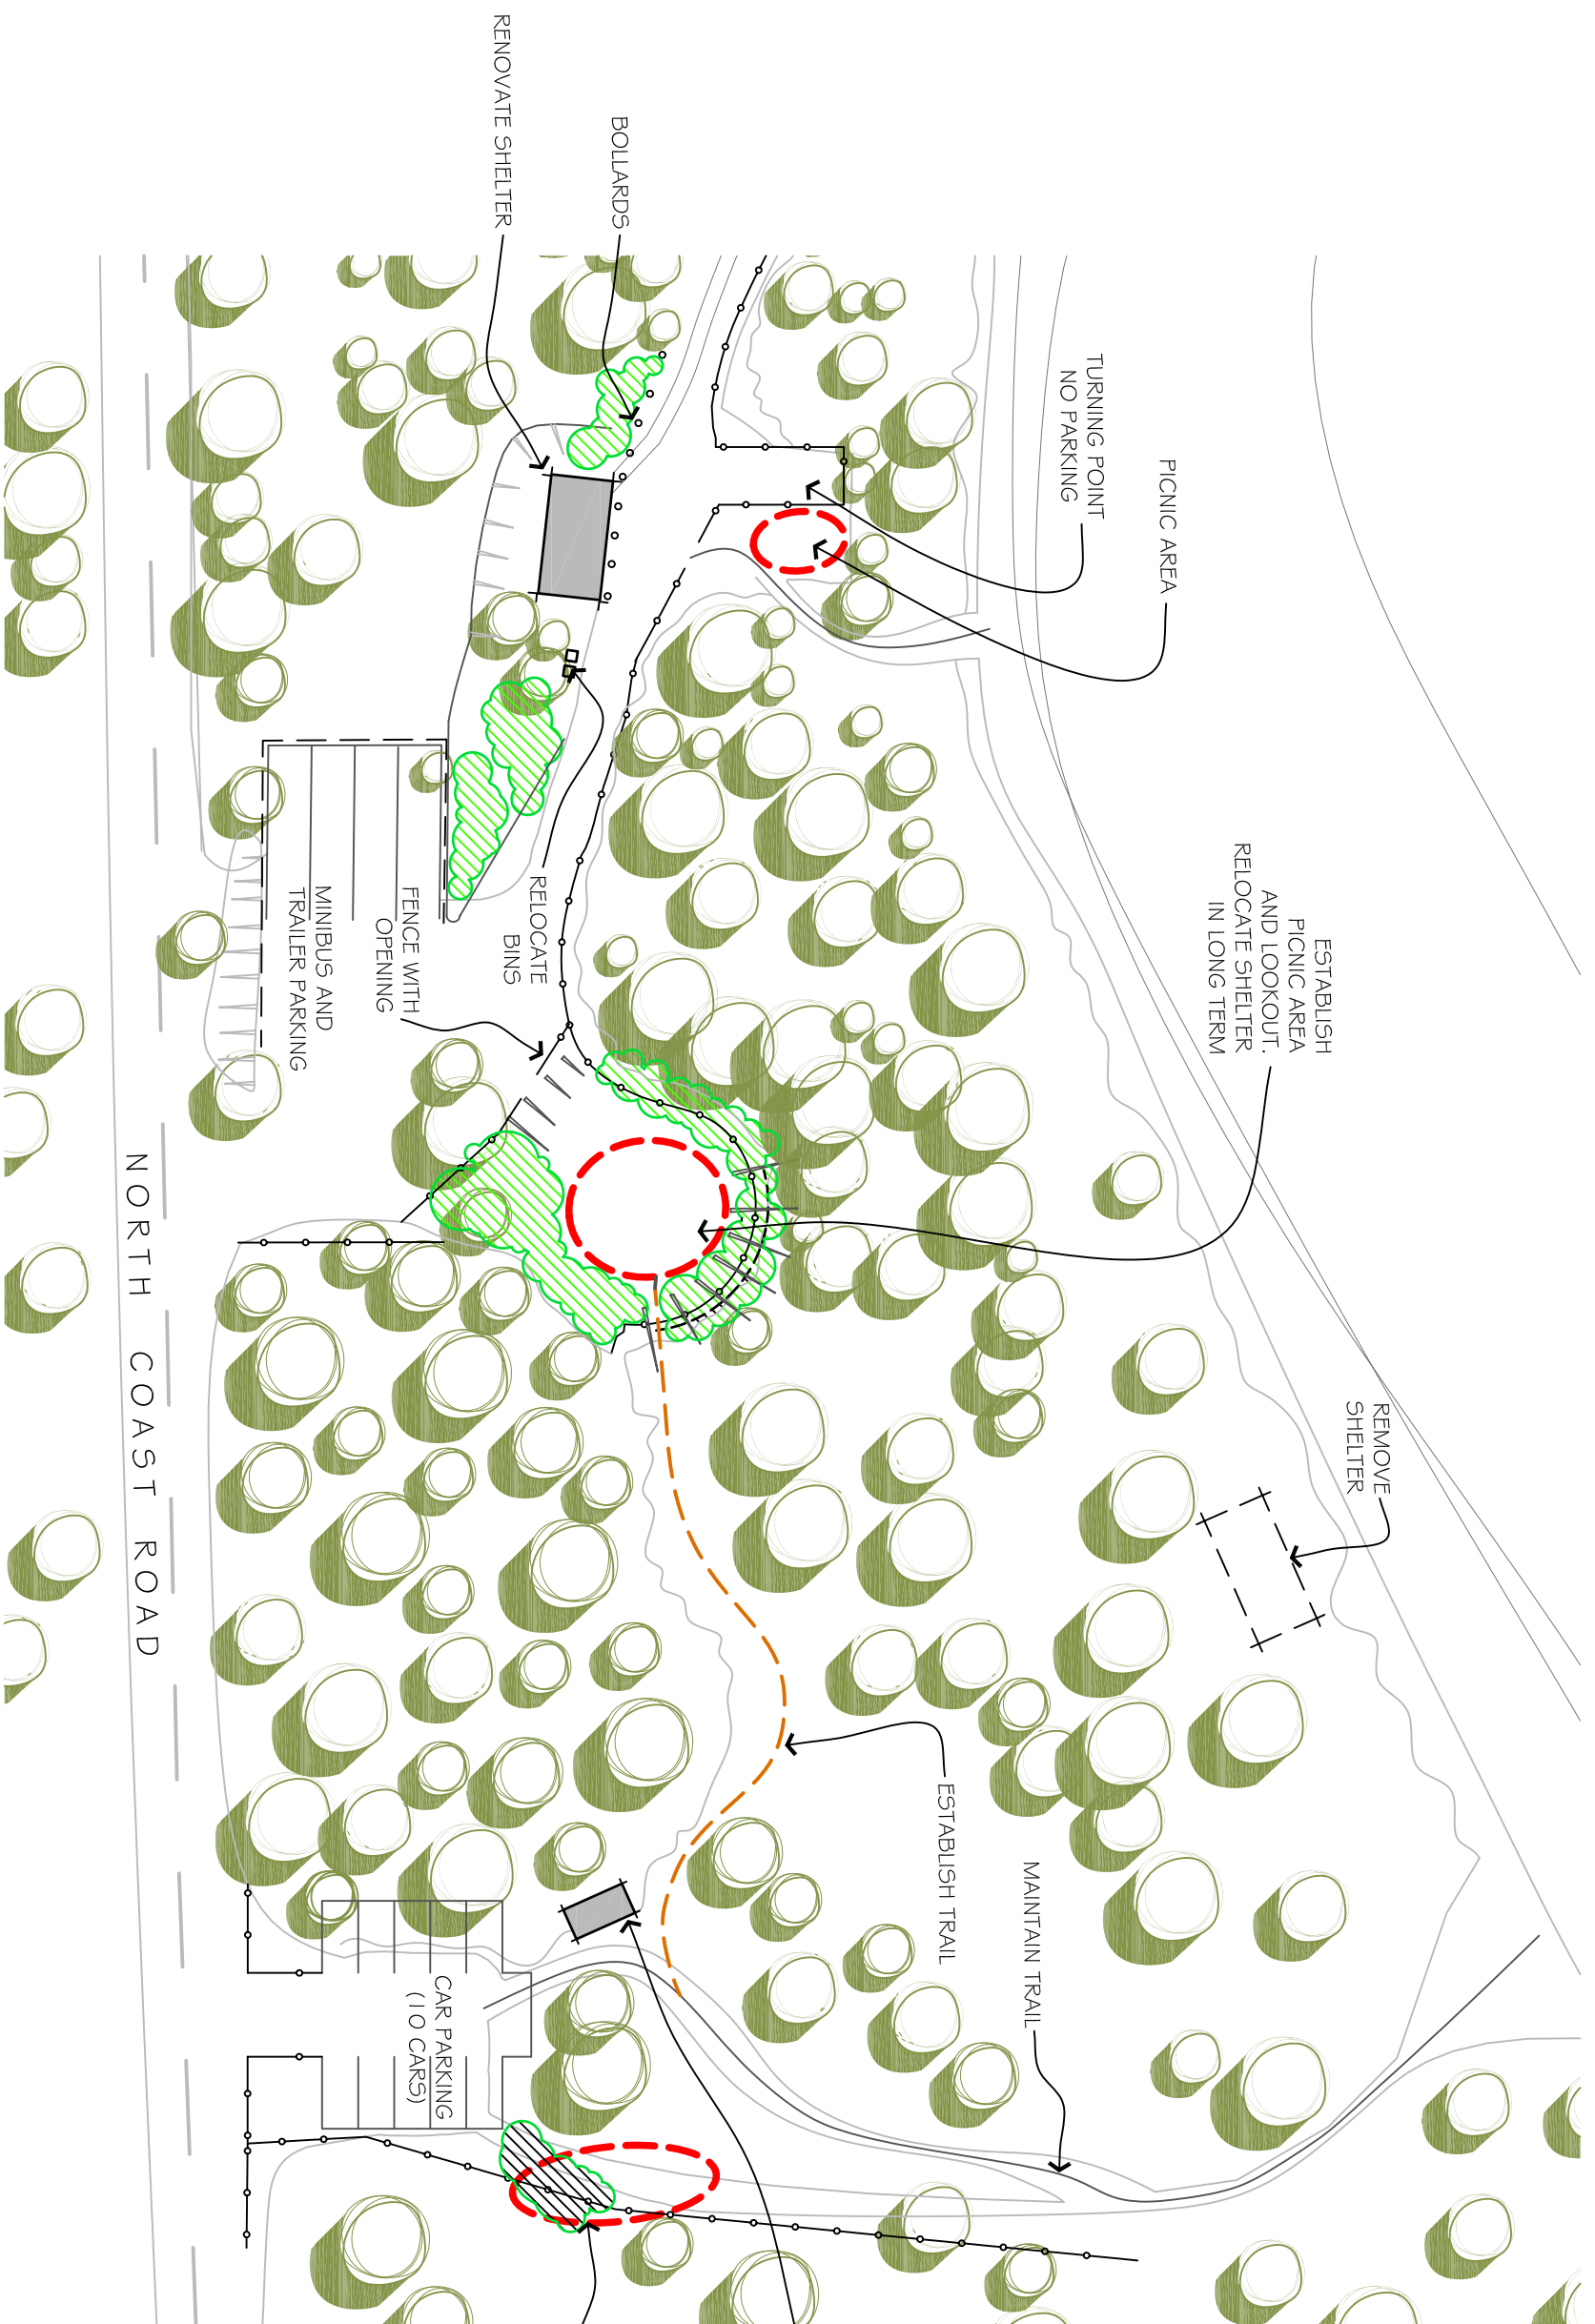 RENOVATE SHELTER
BOLLARDS
TURNING POINT
NO PARKING
PICNIC AREA
ESTABLISH
PICNIC AREA
AND LOOKOUT.
RELOCATE SHELTER
IN LONG TERM
RELOCATE
BINS
FENCE WITH
OPENING
MINIBUS AND
TRAILER PARKING
REMOVE
SHELTER
NORTH COAST ROAD
ESTABLISH TRAIL
MAINTAIN TRAIL
CAR PARKING
(10 CARS)